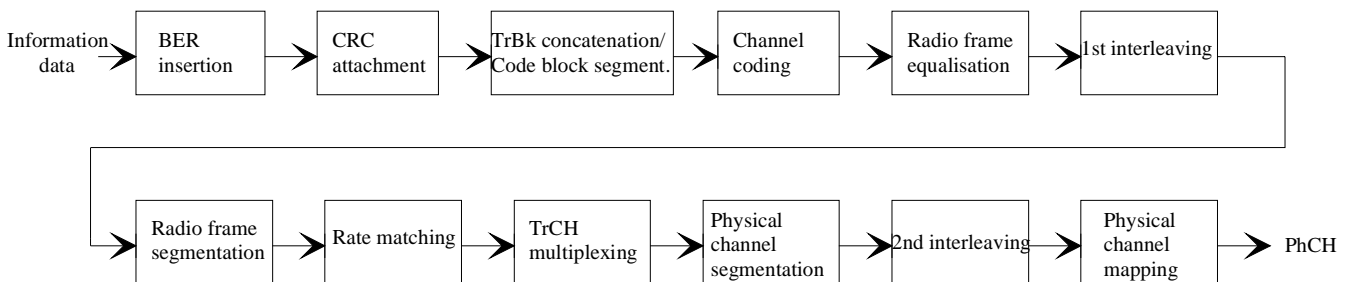 Information
data
BER
insertion
CRC
attachment
TrBk concatenation/
Code block segment.
Channel
coding
Radio frame
equalisation
1st interleaving
Radio frame
segmentation
Rate matching
TrCH
multiplexing
Physical
channel
segmentation
2nd interleaving
Physical
channel
mapping
PhCH